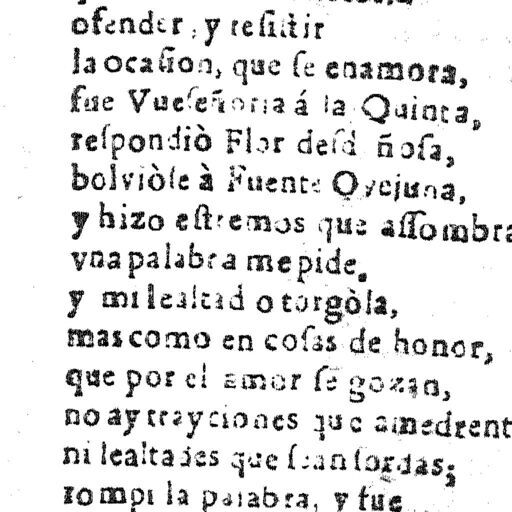 ofender, y resistir
la ocasion, que se enamora,
fue Vueseñoria á la Quinta,
respondiò Flor desdeñosa,
bolviòse à Fuente Ovejuna,
y hizo estremos que assombra
vna palabra me pide,
y mi lealtad otorgòla,
mas como en cosas de honor,
que por el amor se gozan,
no ay trayciones que amedrent
ni lealtades que sean sordas;
rompi la palabra, y fue